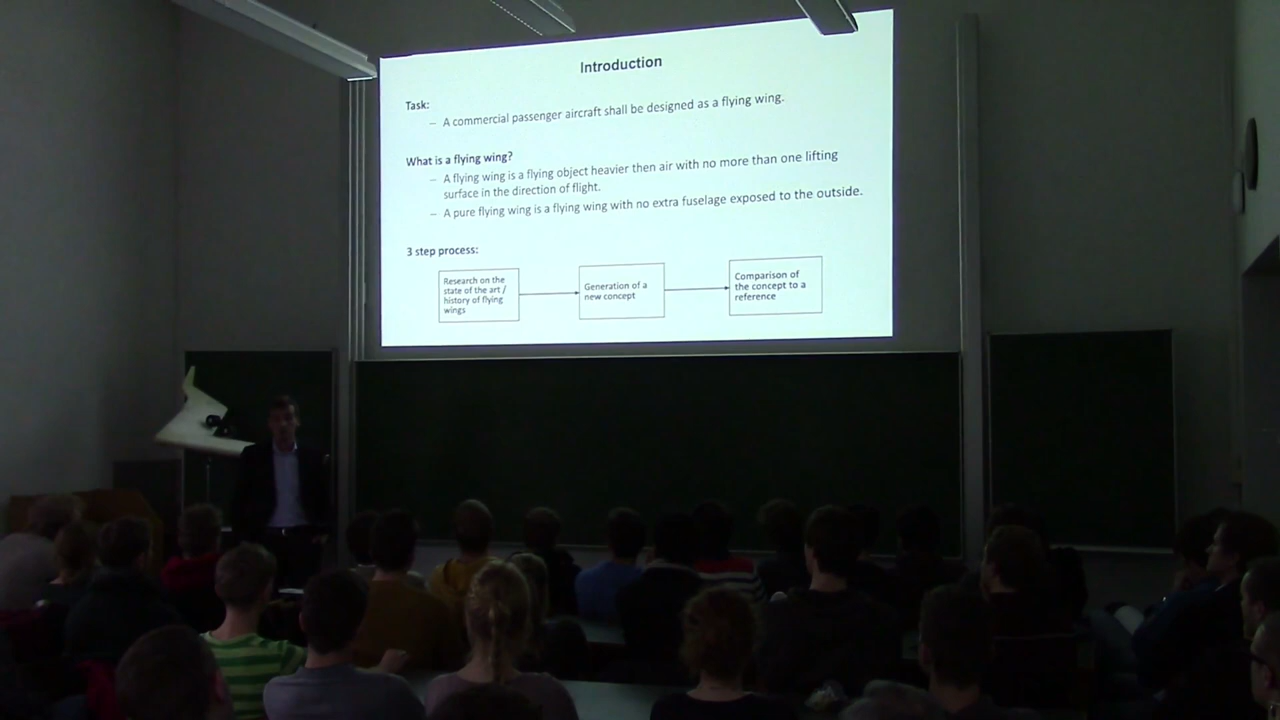 Introduction
Task:
– A commercial passenger aircraft shall be designed as a flying wing.
What is a flying wing?
– A flying wing is a flying object heavier then air with no more than one lifting
surface in the direction of flight.
– A pure flying wing is a flying wing with no extra fuselage exposed to the outside.
3 step process:
Research on the
state of the art /
history of flying
wings
Generation of a
new concept
Comparison of
the concept to a
reference